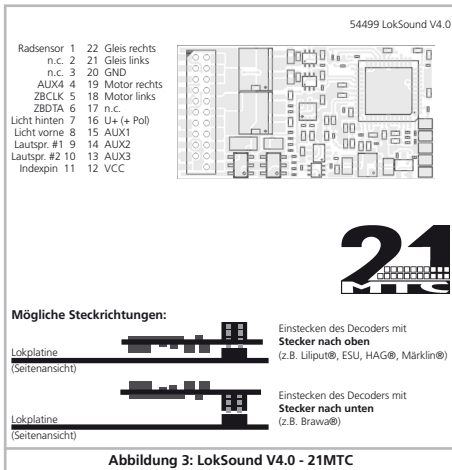 54499 LokSound V4.0
Radsensor 1 22 Gleis rechts
n.c. 2 21 Gleis links
n.c. 3 20 GND
AUX4 4 19 Motor rechts
ZBCLK 5 18 Motor links
ZBDTA 6 17 n.c.
Licht hinten 7 16 U+ (+ Pol)
Licht vorne 8 15 AUX1
Lautspr. #1 9 14 AUX2
Lautspr. #2 10 13 AUX3
Indexpin 11 12 VCC
21
MTC
Mögliche Steckrichtungen:
Lokplatine
(Seitenansicht)
Einstecken des Decoders mit
Stecker nach oben
(z.B. Liliput®, ESU, HAG®, Märklin®)
Lokplatine
(Seitenansicht)
Einstecken des Decoders mit
Stecker nach unten
(z.B. Brawa®)
Abbildung 3: LokSound V4.0 - 21MTC